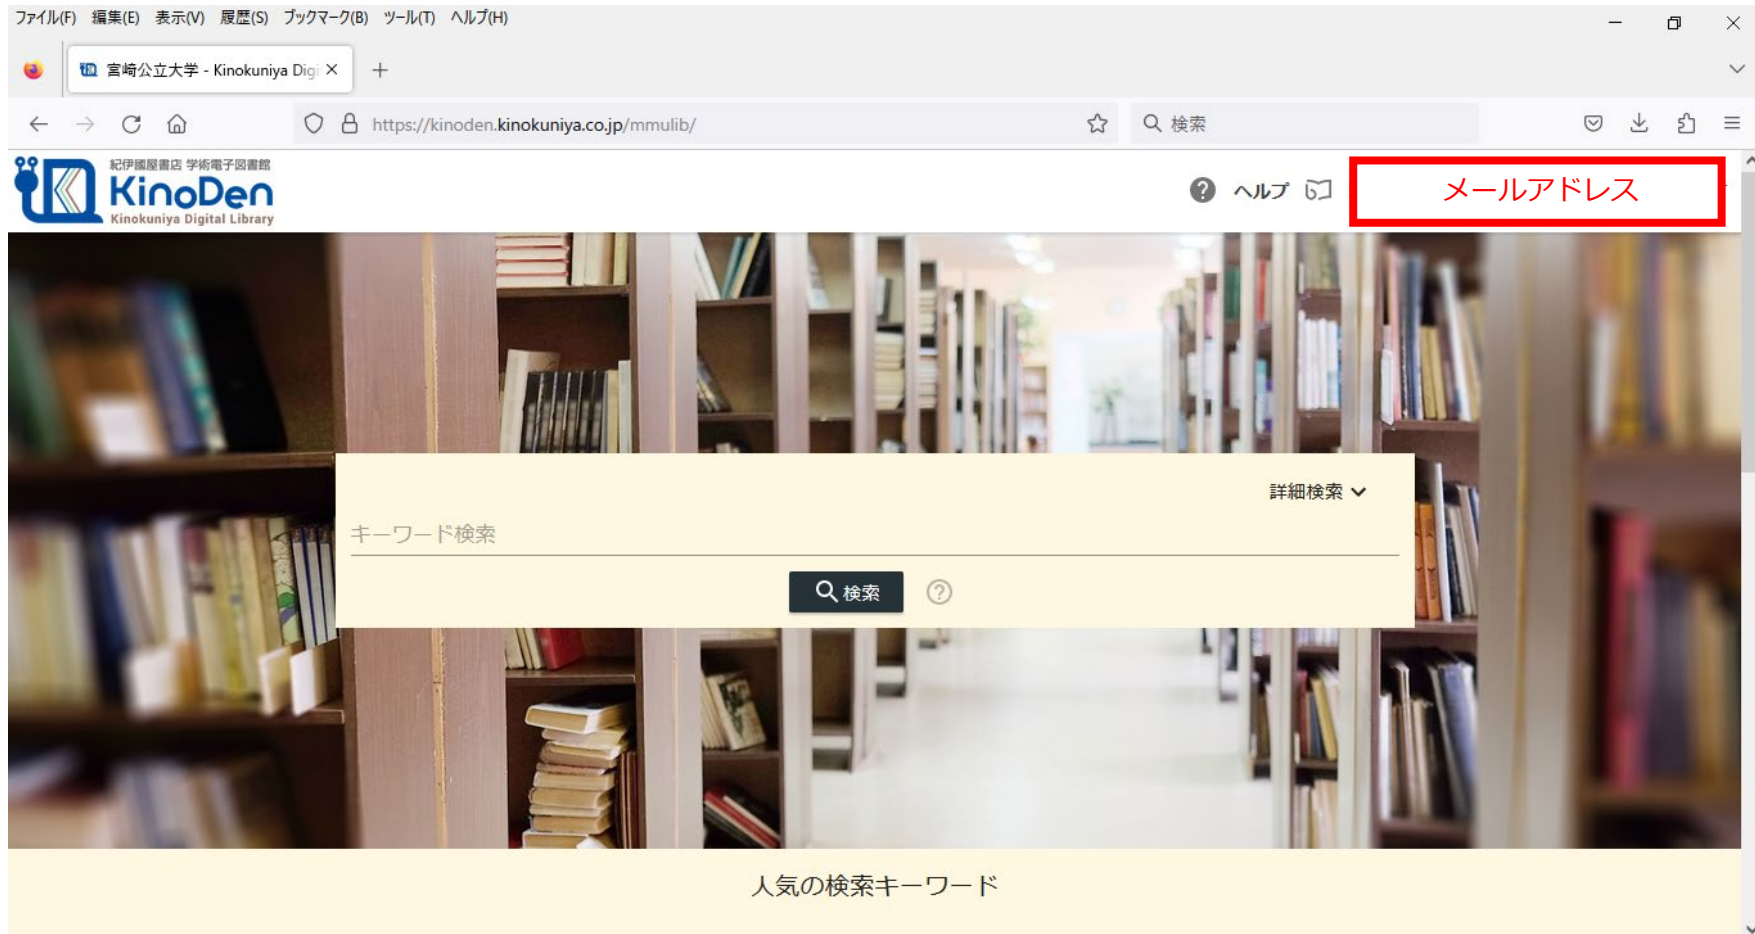 ファイル(F) 編集(E) 表示(V) 履歴(S) ブックマーク(B) ツール(T) ヘルプ(H)
宮崎公立大学 - Kinokuniya Digi
https://kinoden.kinokuniya.co.jp/mmulib/
検索
紀伊國屋書店 学術電子図書館
KinoDen
Kinokuniya Digital Library
ヘルプ
メールアドレス
詳細検索
キーワード検索
検索
人気の検索キーワード